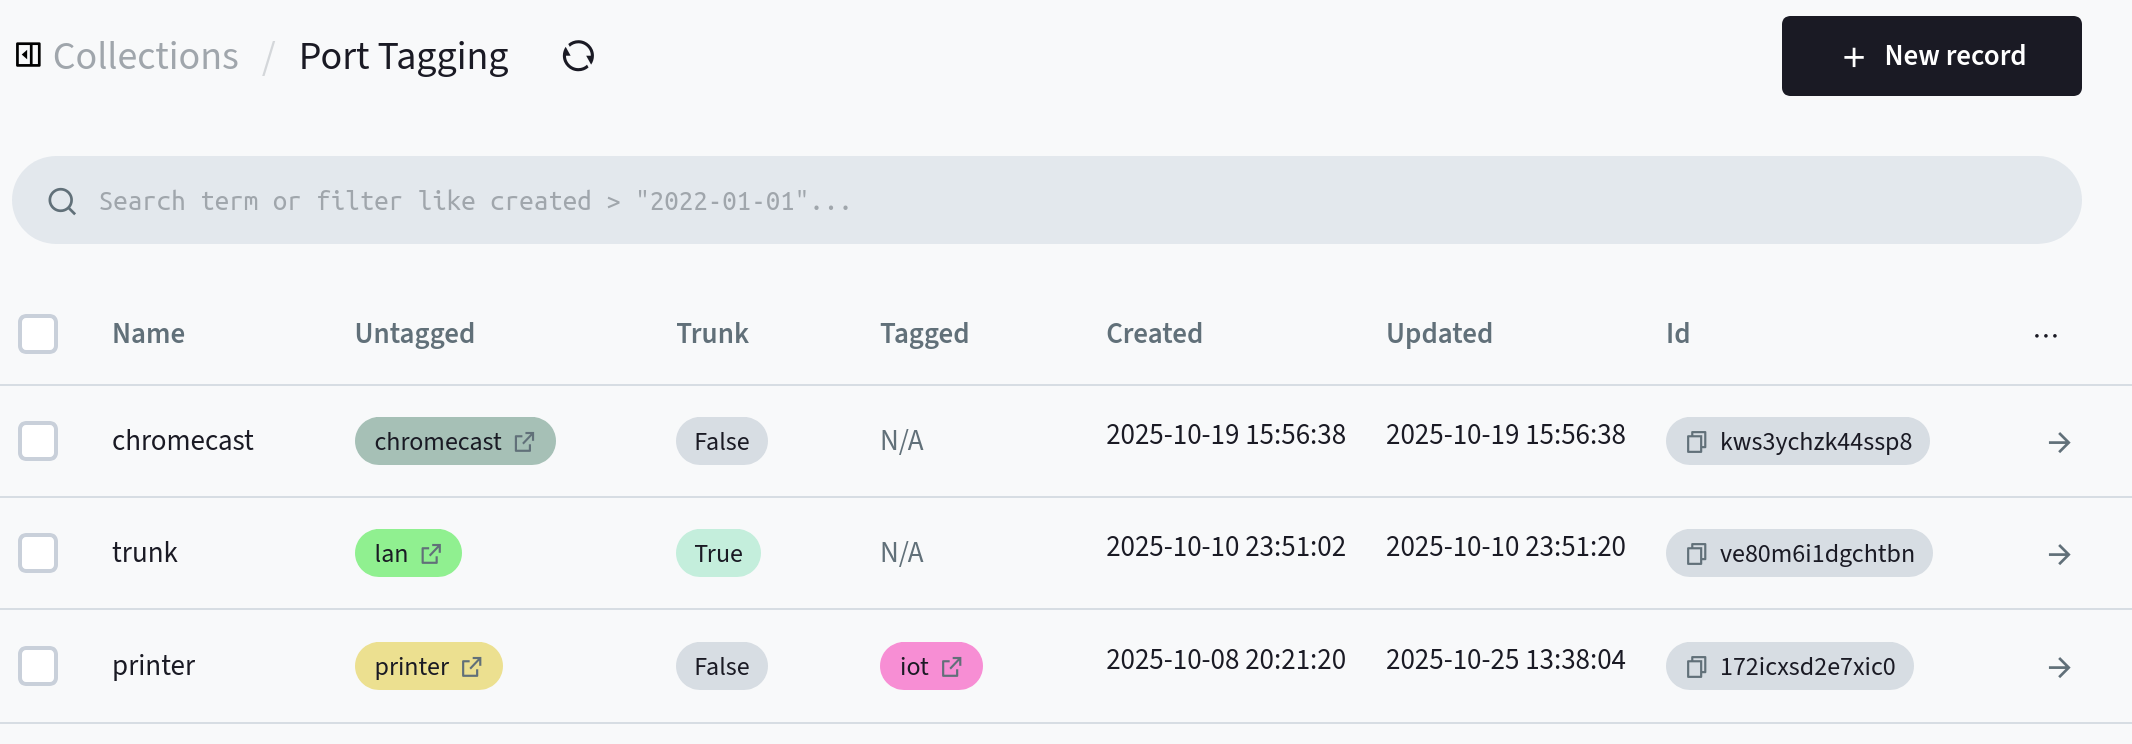 Collections / Port Tagging
+ New record
Search term or filter like created > "2022-01-01"...
Name Untagged Trunk Tagged Created Updated Id ...
chromecast chromecast False N/A 2025-10-19 15:56:38 2025-10-19 15:56:38 kws3ychzk44ssp8
trunk lan True N/A 2025-10-10 23:51:02 2025-10-10 23:51:20 ve80m6i1dgchtbn
printer printer False iot 2025-10-08 20:21:20 2025-10-25 13:38:04 172icxsd2e7xic0